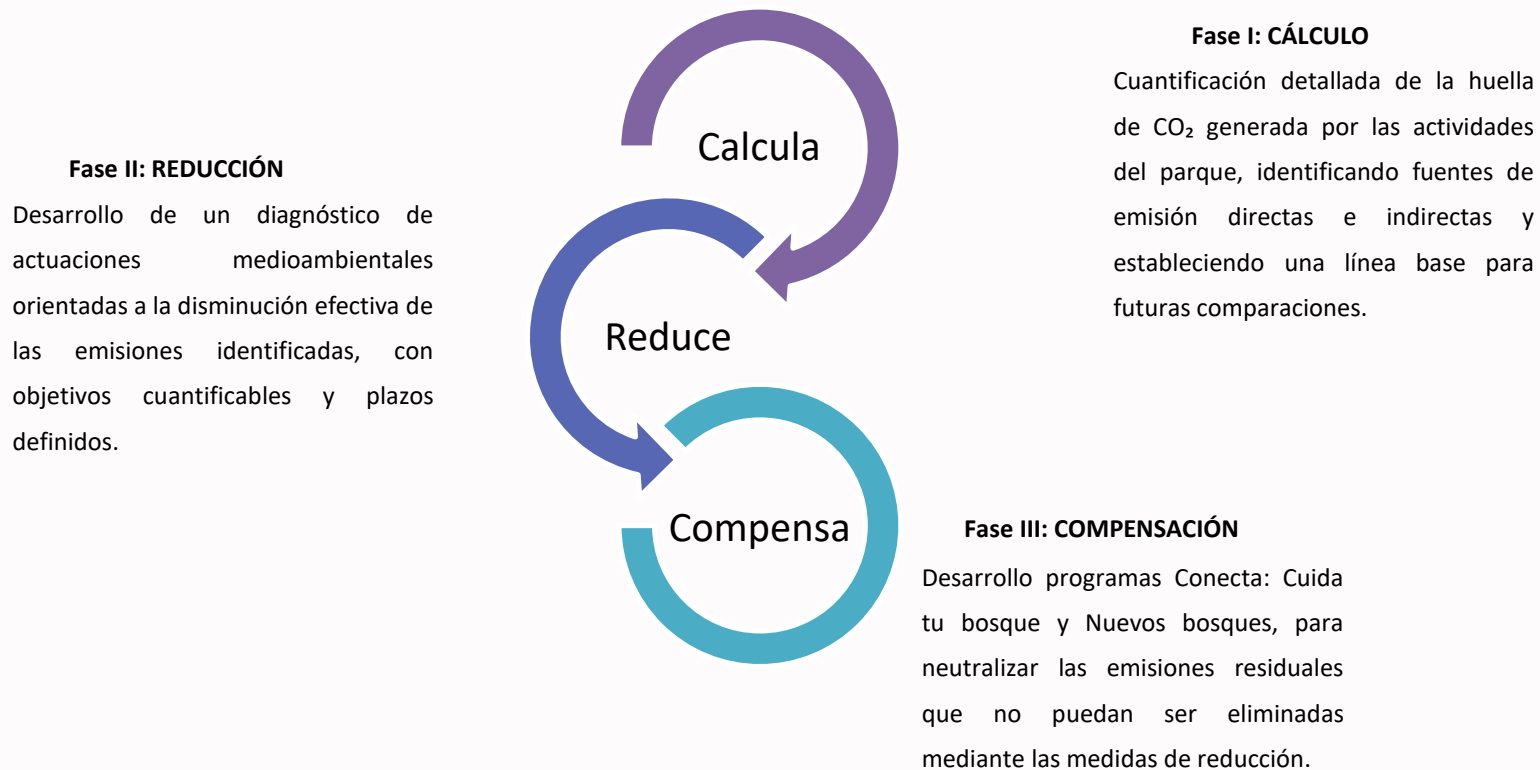 Fase I: CÁLCULO
Cuantificación detallada de la huella
de CO₂ generada por las actividades
del parque, identificando fuentes de
emisión directas e indirectas y
estableciendo una línea base para
futuras comparaciones.
Calcula
Fase II: REDUCCIÓN
Desarrollo de un diagnóstico de
actuaciones medioambientales
orientadas a la disminución efectiva de
las emisiones identificadas, con
objetivos cuantificables y plazos
definidos.
Reduce
Compensa
Fase III: COMPENSACIÓN
Desarrollo programas Conecta: Cuida
tu bosque y Nuevos bosques, para
neutralizar las emisiones residuales
que no puedan ser eliminadas
mediante las medidas de reducción.